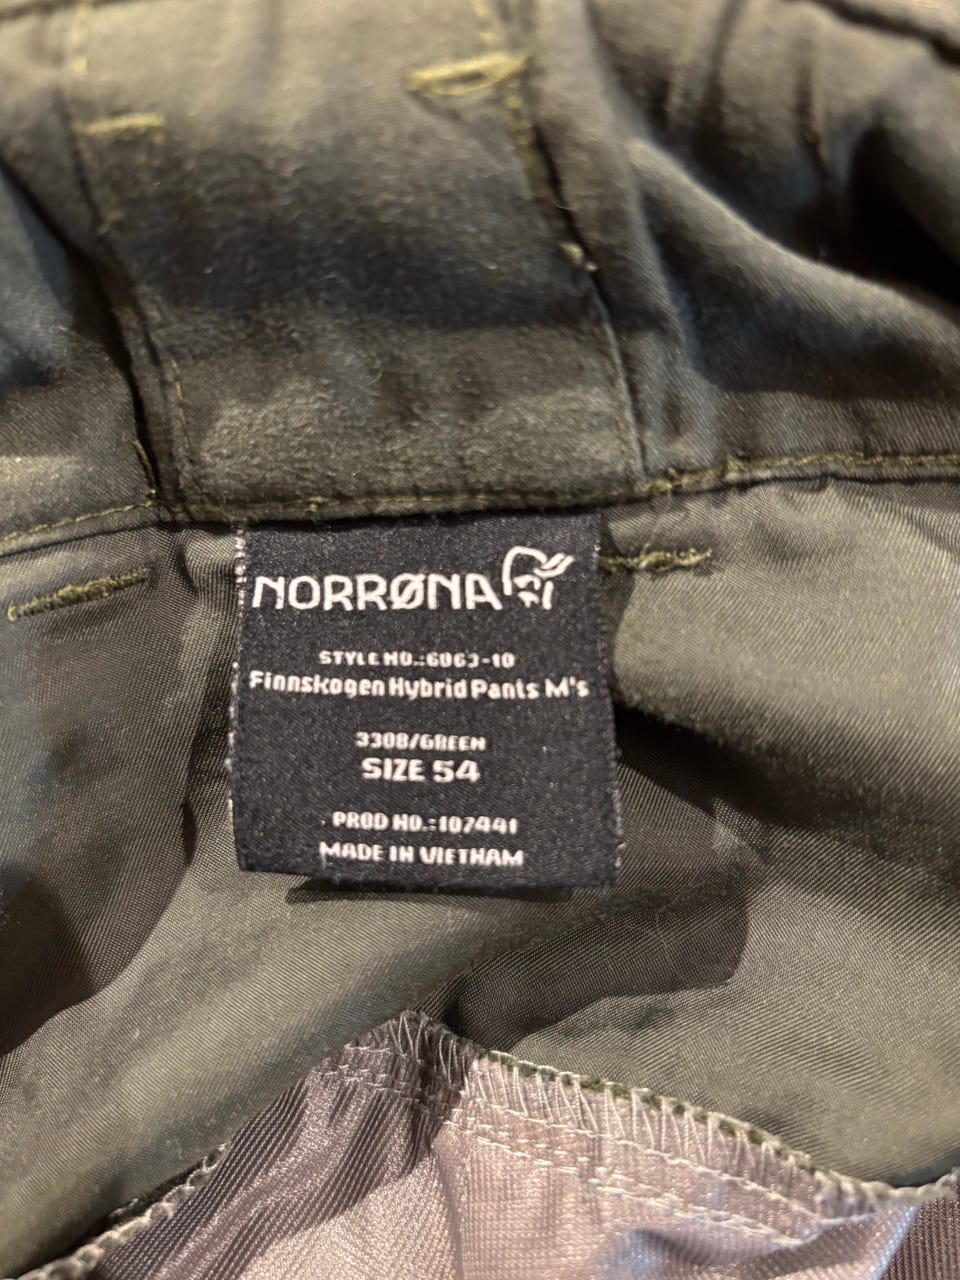 NORRØNA
STYLE NO.:6063-10
Finnskogen Hybrid Pants M's
3308/GREEN
SIZE 54
PROD NO.:107441
MADE IN VIETNAM